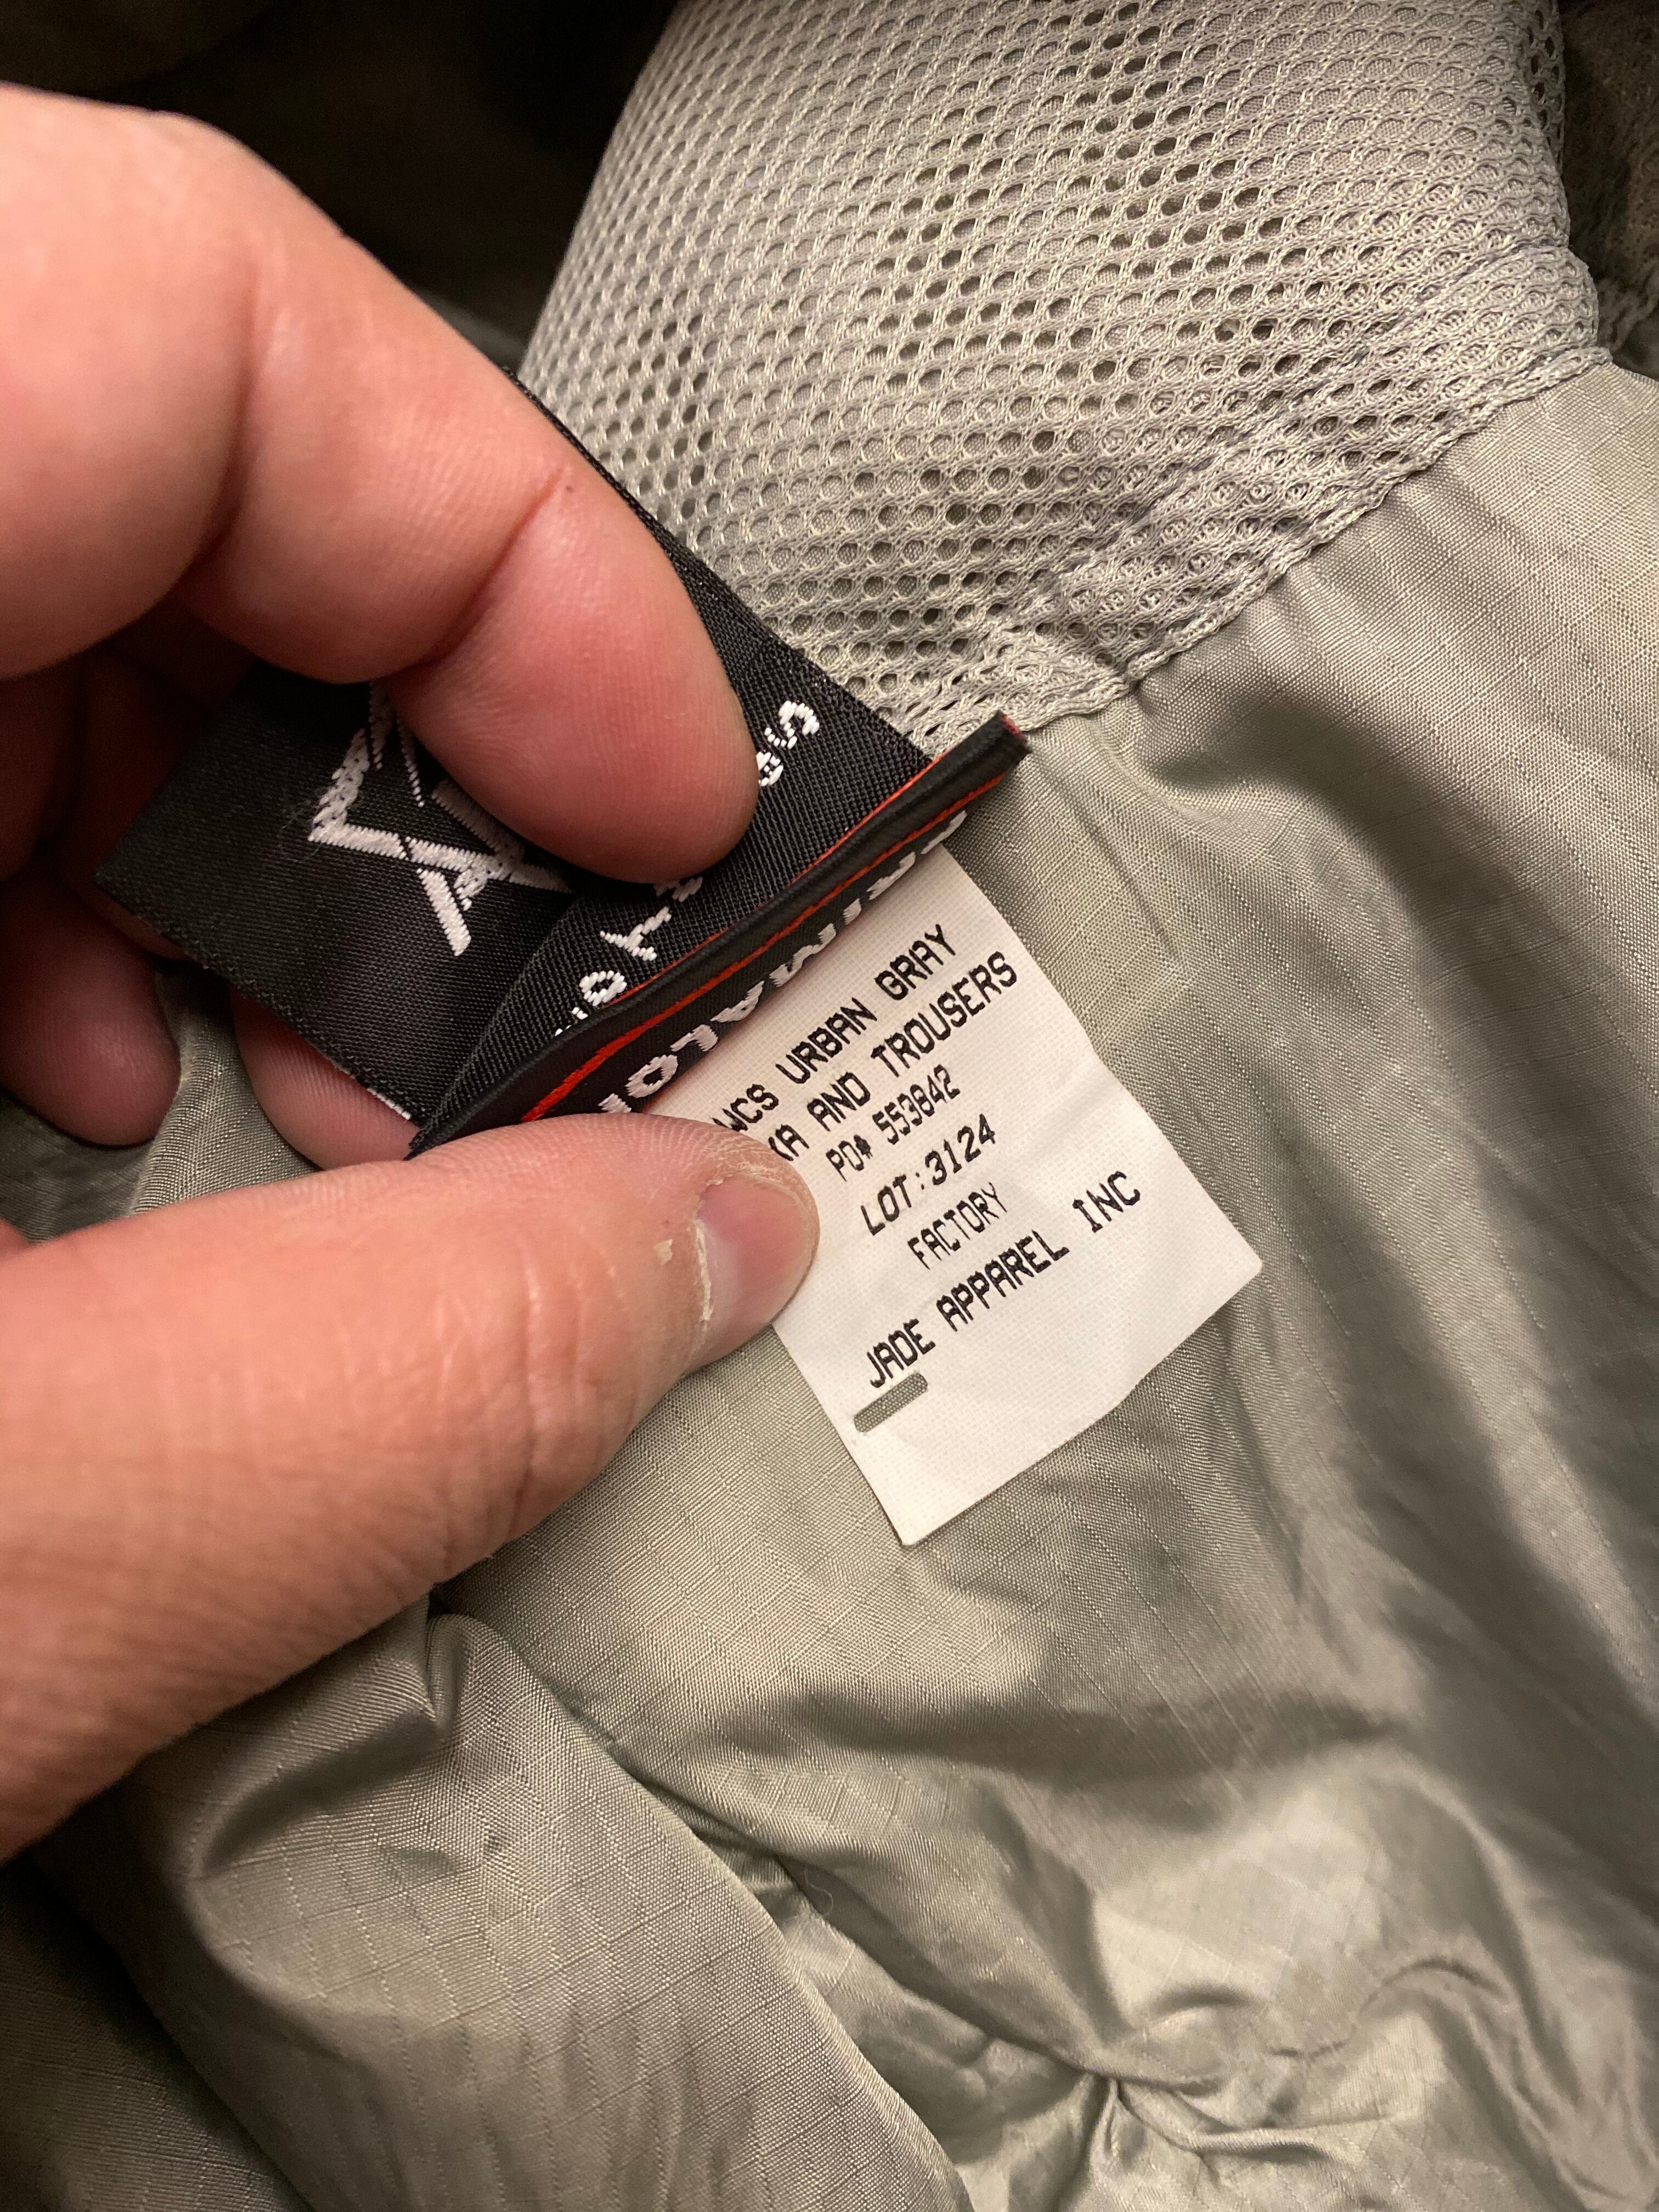 URBAN GRAY
AND TROUSERS
PO# 553842
LOT:3124
FACTORY
JADE APPAREL INC